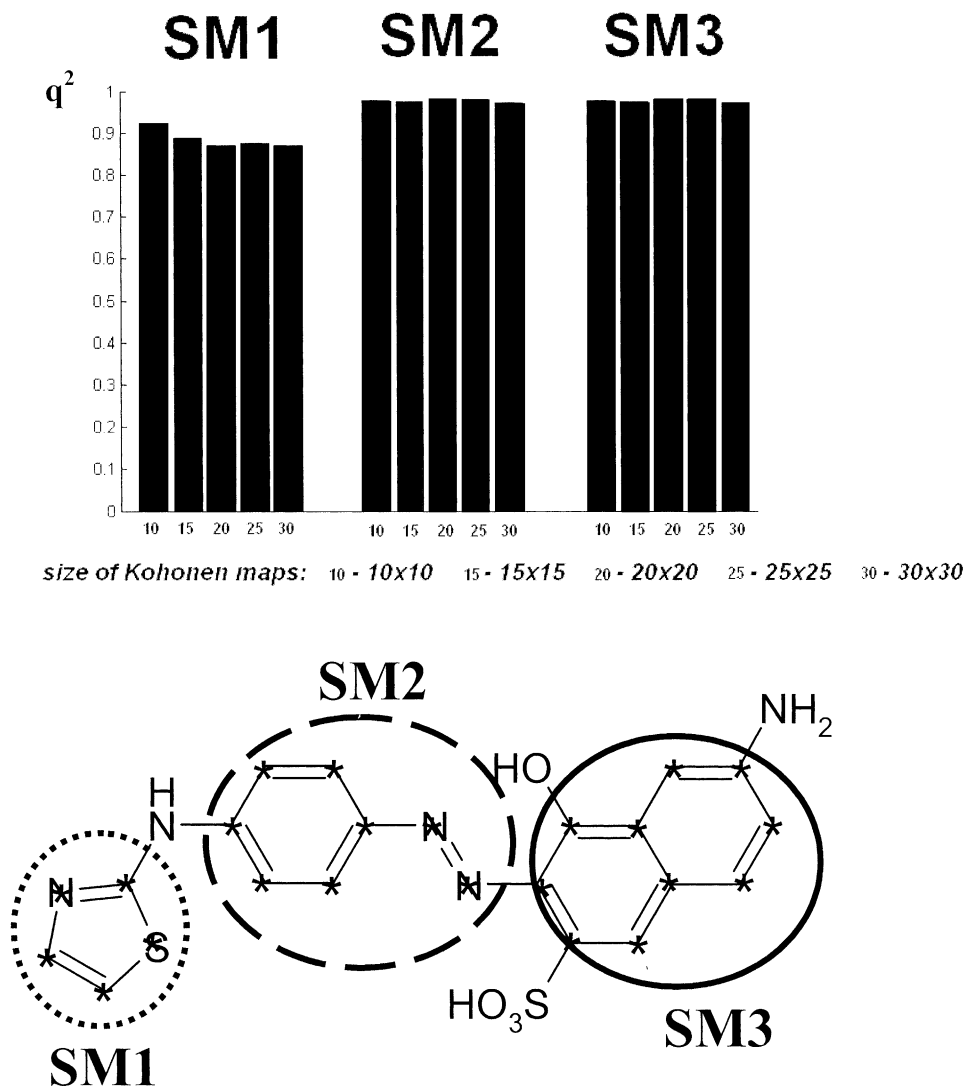 SM1 SM2 SM3
q²
1
0.9
0.8
0.7
0.6
0.5
0.4
0.3
0.2
0.1
0
10 15 20 25 30 10 15 20 25 30 10 15 20 25 30
size of Kohonen maps: 10 - 10x10 15 - 15x15 20 - 20x20 25 - 25x25 30 - 30x30
SM2
NH₂
HO
H
N
N
N
N
S
HO₃S
SM3
SM1